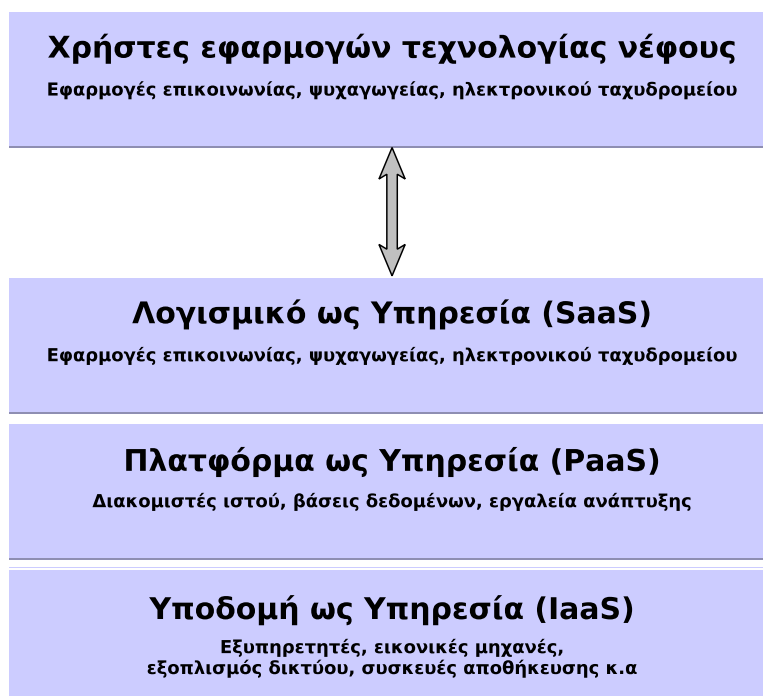 Χρήστες εφαρμογών τεχνολογίας νέφους
Εφαρμογές επικοινωνίας, ψυχαγωγείας, ηλεκτρονικού ταχυδρομείου
Λογισμικό ως Υπηρεσία (SaaS)
Εφαρμογές επικοινωνίας, ψυχαγωγείας, ηλεκτρονικού ταχυδρομείου
Πλατφόρμα ως Υπηρεσία (PaaS)
Διακομιστές ιστού, βάσεις δεδομένων, εργαλεία ανάπτυξης
Υποδομή ως Υπηρεσία (IaaS)
Εξυπηρετητές, εικονικές μηχανές,
εξοπλισμός δικτύου, συσκευές αποθήκευσης κ.α